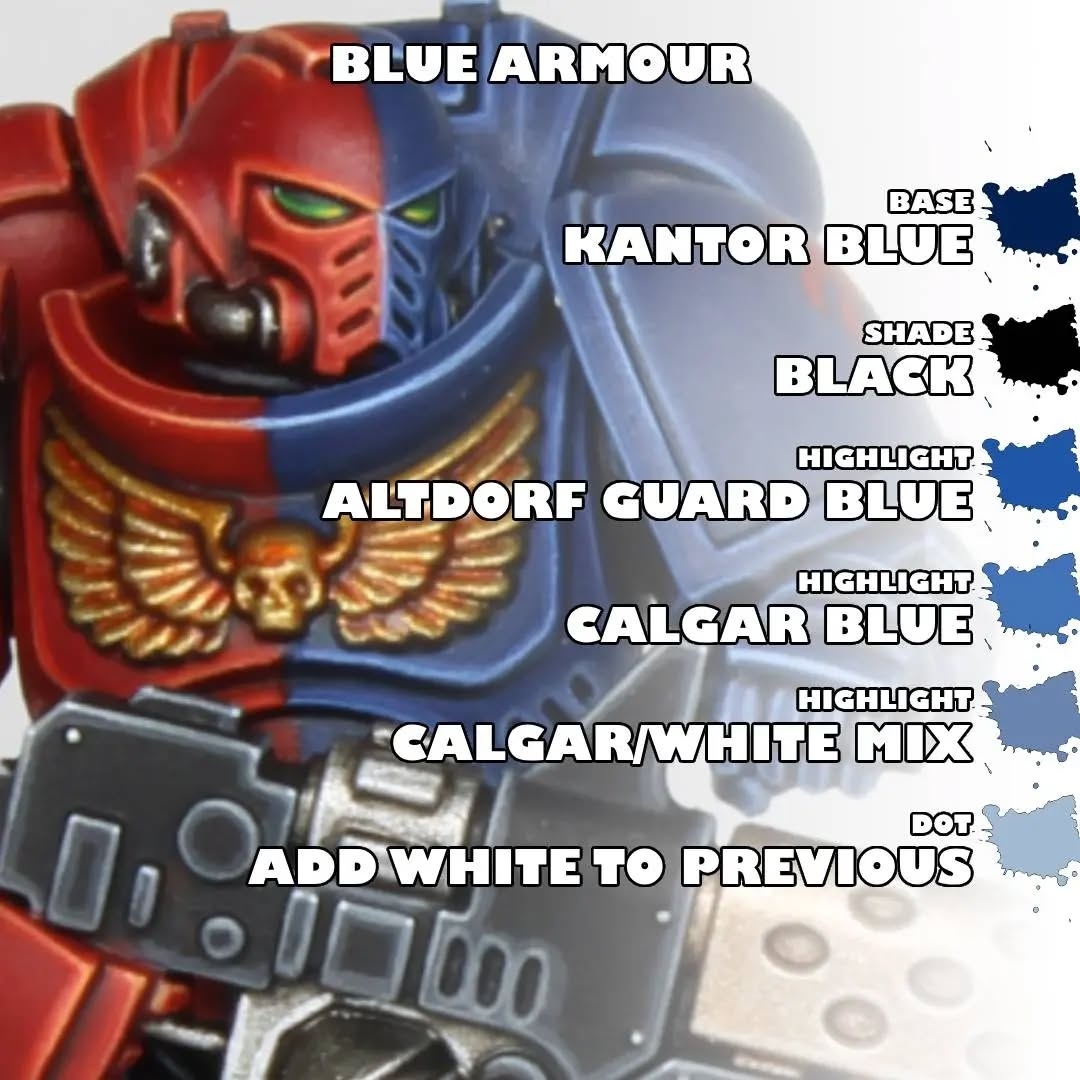 BLUE ARMOUR
BASE
KANTOR BLUE
SHADE
BLACK
HIGHLIGHT
ALTDORF GUARD BLUE
HIGHLIGHT
CALGAR BLUE
HIGHLIGHT
CALGAR/WHITE MIX
DOT
ADD WHITE TO PREVIOUS